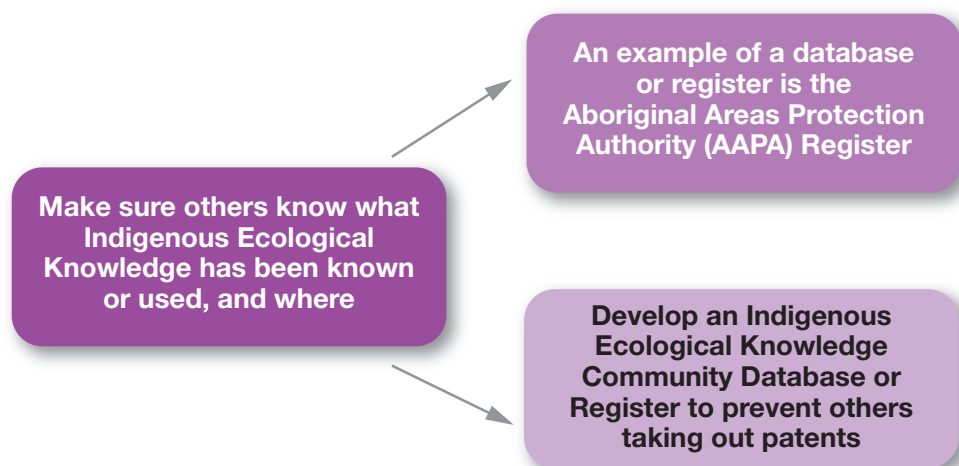 Make sure others know what
Indigenous Ecological
Knowledge has been known
or used, and where
An example of a database
or register is the
Aboriginal Areas Protection
Authority (AAPA) Register
Develop an Indigenous
Ecological Knowledge
Community Database or
Register to prevent others
taking out patents